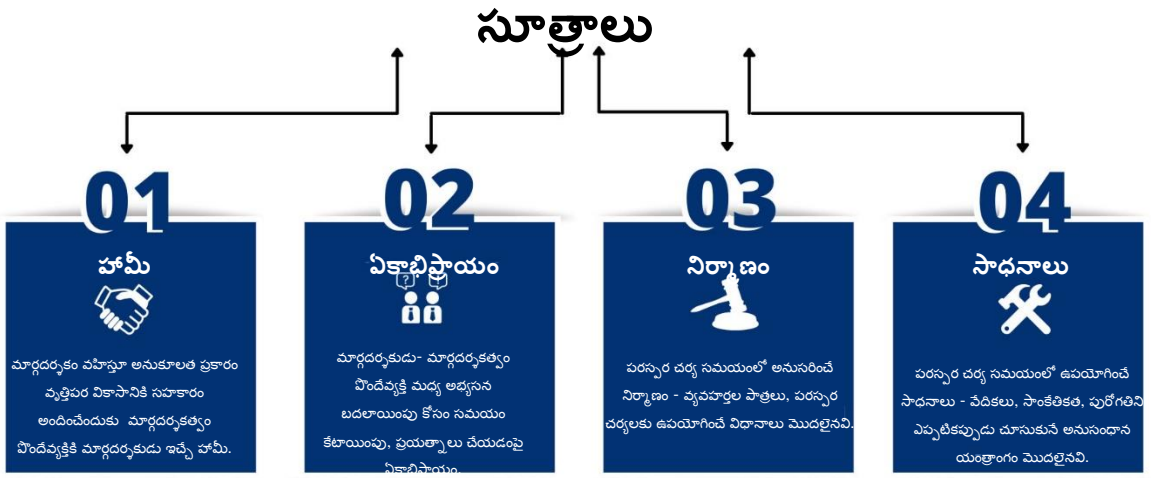 సూత్రాలు
01
హామీ
మార్గదర్శకం వహిస్తూ అనుకూలత ప్రకారం
వృత్తిపర వికాసానికి సహకారం
అందించేందుకు మార్గదర్శకత్వం
పొందేవ్యక్తికి మార్గదర్శకుడు ఇచ్చే హామీ.
02
ఏకాభిప్రాయం
? !
మార్గదర్శకుడు- మార్గదర్శకత్వం
పొందేవ్యక్తి మధ్య అభ్యసన
బదలాయింపు కోసం సమయం
కేటాయింపు, ప్రయత్నాలు చేయడంపై
ఏకాభిప్రాయం.
03
నిర్మాణం
పరస్పర చర్య సమయంలో అనుసరించే
నిర్మాణం - వ్యవహర్తల పాత్రలు, పరస్పర
చర్యలకు ఉపయోగించే విధానాలు మొదలైనవి.
04
సాధనాలు
పరస్పర చర్య సమయంలో ఉపయోగించే
సాధనాలు - వేదికలు, సాంకేతికత, పురోగతిని
ఎప్పటికప్పుడు చూసుకునే అనుసంధాన
యంత్రాంగం మొదలైనవి.